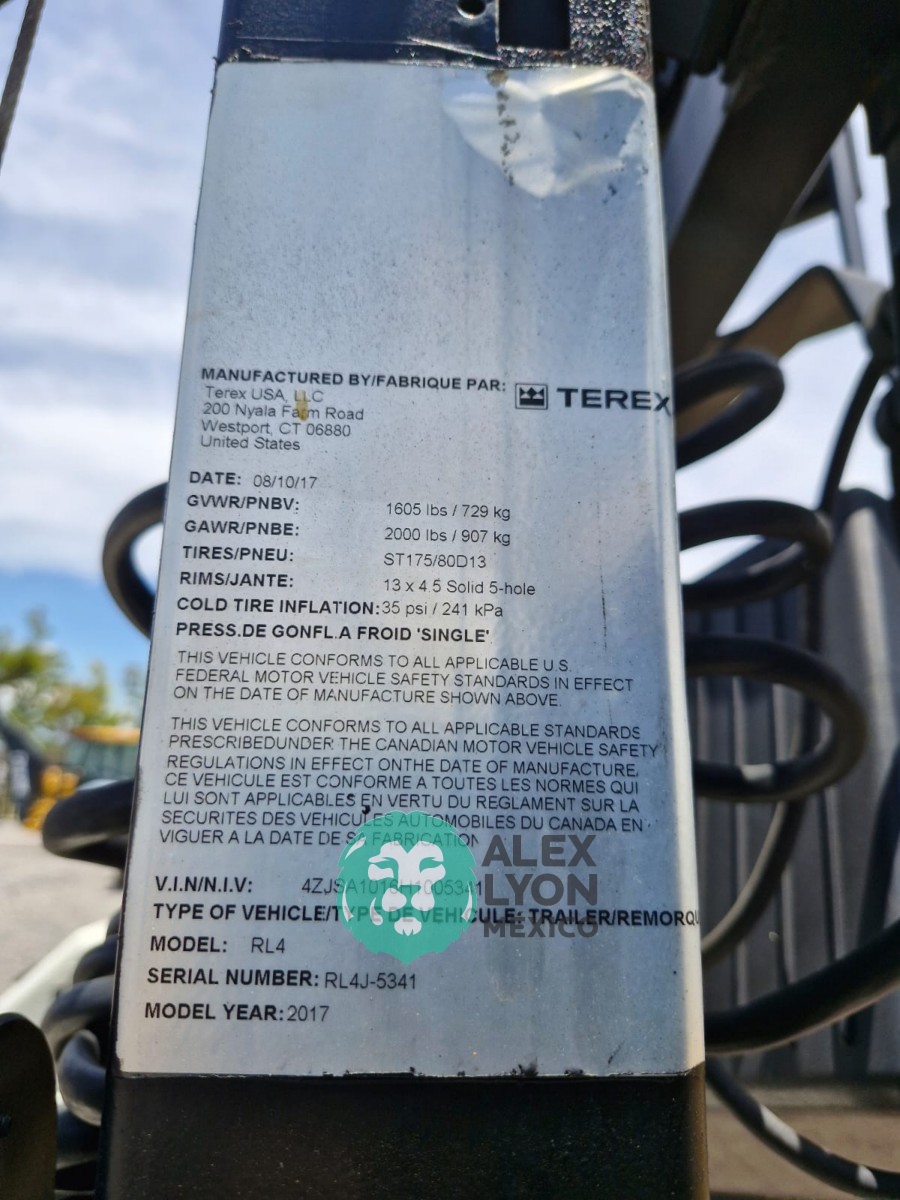 MANUFACTURED BY/FABRIQUE PAR: TEREX
Terex USA, LLC
200 Nyala Farm Road
Westport, CT 06880
United States
DATE: 08/10/17
GVWR/PNBV: 1605 lbs / 729 kg
GAWR/PNBE: 2000 lbs / 907 kg
TIRES/PNEU: ST175/80D13
RIMS/JANTE: 13 x 4.5 Solid 5-hole
COLD TIRE INFLATION: 35 psi / 241 kPa
PRESS.DE GONFL.A FROID 'SINGLE'
THIS VEHICLE CONFORMS TO ALL APPLICABLE U.S.
FEDERAL MOTOR VEHICLE SAFETY STANDARDS IN EFFECT
ON THE DATE OF MANUFACTURE SHOWN ABOVE.
THIS VEHICLE CONFORMS TO ALL APPLICABLE STANDARDS
PRESCRIBEDUNDER THE CANADIAN MOTOR VEHICLE SAFETY
REGULATIONS IN EFFECT ONTHE DATE OF MANUFACTURE.
CE VEHICULE EST CONFORME A TOUTES LES NORMES QUI
LUI SONT APPLICABLES EN VERTU DU REGLEMENT SUR LA
SECURITES DES VEHICULES AUTOMOBILES DU CANADA EN
VIGUER A LA DATE DE SA FABRICATION
V.I.N/N.I.V:
TYPE OF VEHICLE/TYPE DE VEHICULE: TRAILER/REMORQU
MODEL: RL4
SERIAL NUMBER: RL4J-5341
MODEL YEAR: 2017
ALEX
LYON
MEXICO